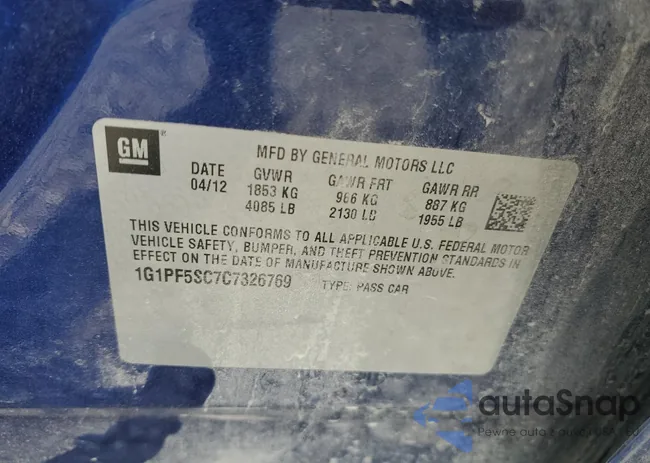 GM
MFD BY GENERAL MOTORS LLC
DATE GVWR GAWR FRT GAWR RR
04/12 1853 KG 966 KG 887 KG
4085 LB 2130 LB 1955 LB
THIS VEHICLE CONFORMS TO ALL APPLICABLE U.S. FEDERAL MOTOR
VEHICLE SAFETY, BUMPER, AND THEFT PREVENTION STANDARDS IN
EFFECT ON THE DATE OF MANUFACTURE SHOWN ABOVE.
1G1PF5SC7C7326769 TYPE: PASS CAR
autoSnap
Pewne auto z